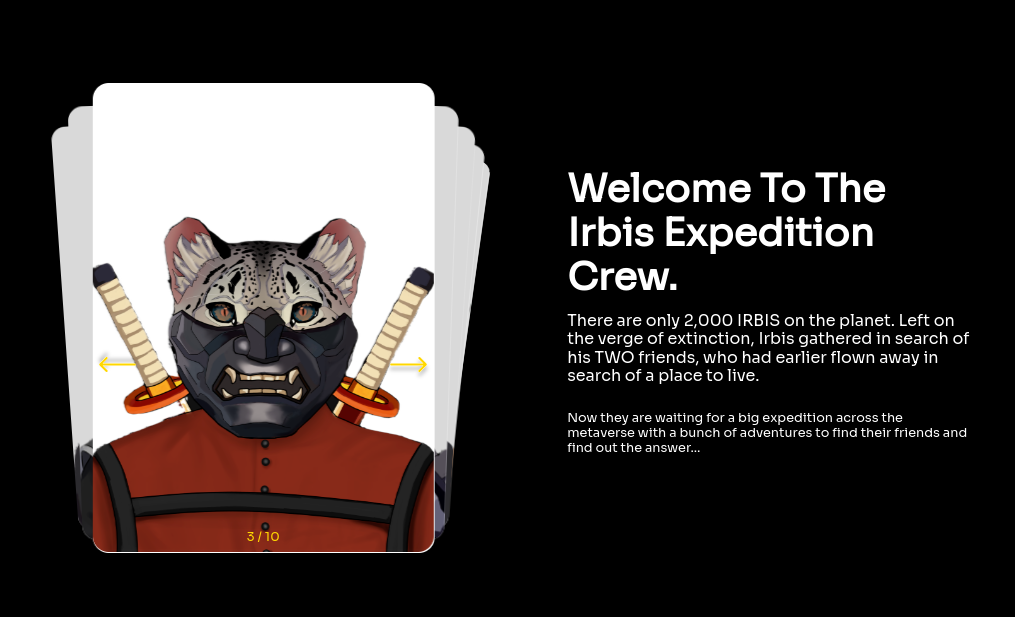 Welcome To The
Irbis Expedition
Crew.
There are only 2,000 IRBIS on the planet. Left on
the verge of extinction, Irbis gathered in search of
his TWO friends, who had earlier flown away in
search of a place to live.
Now they are waiting for a big expedition across the
metaverse with a bunch of adventures to find their friends and
find out the answer...
3 / 10